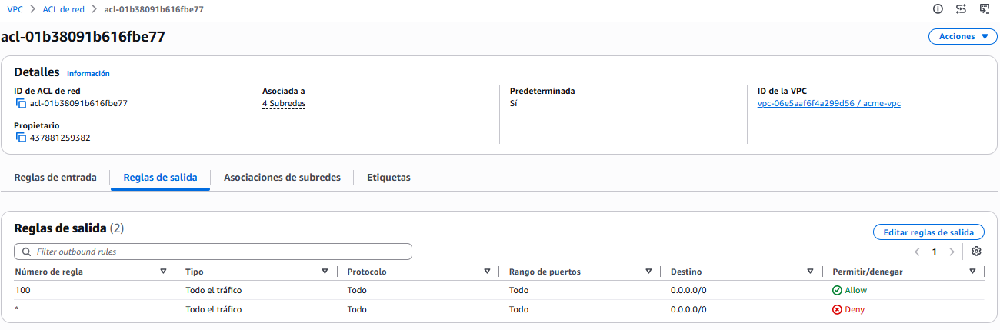 VPC > ACL de red > acl-01b38091b616fbe77
acl-01b38091b616fbe77
Acciones
Detalles Información
ID de ACL de red Asociada a Predeterminada ID de la VPC
acl-01b38091b616fbe77 4 Subredes Sí vpc-06e5aaf6f4a299d56 / acme-vpc
Propietario
437881259382
Reglas de entrada Reglas de salida Asociaciones de subredes Etiquetas
Reglas de salida (2)
Editar reglas de salida
Filter outbound rules
1
Número de regla Tipo Protocolo Rango de puertos Destino Permitir/denegar
100 Todo el tráfico Todo Todo 0.0.0.0/0 Allow
* Todo el tráfico Todo Todo 0.0.0.0/0 Deny